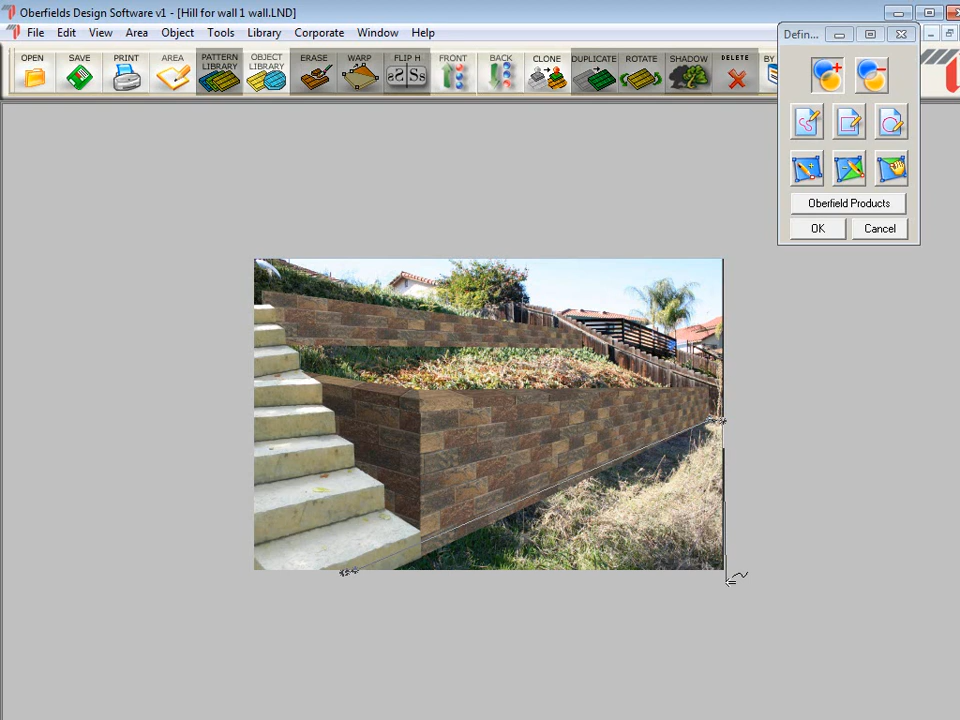 Oberfields Design Software v1 - [Hill for wall 1 wall.LND]
File Edit View Area Object Tools Library Corporate Window Help
Defin...
OPEN SAVE PRINT AREA PATTERN LIBRARY OBJECT LIBRARY ERASE WARP FLIP H FRONT BACK CLONE DUPLICATE ROTATE SHADOW DELETE BY
Oberfield Products
OK Cancel